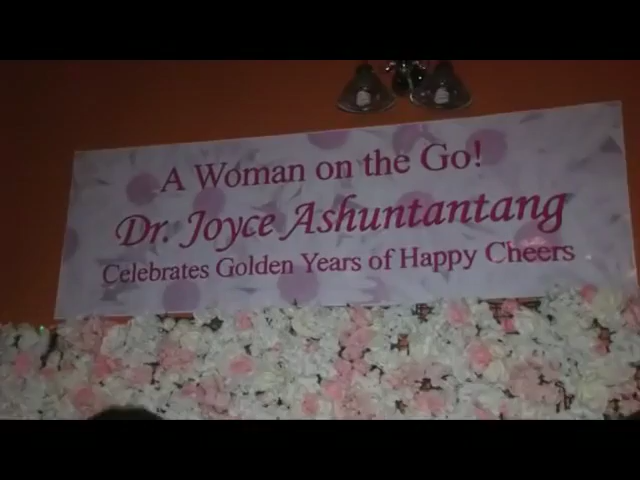 A Woman on the Go!
Dr. Joyce Ashuntantang
Celebrates Golden Years of Happy Cheers